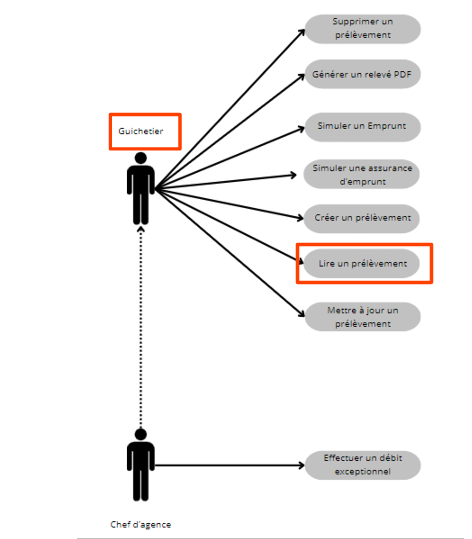 Supprimer un
prélèvement
Générer un relevé PDF
Guichetier
Simuler un Emprunt
Simuler une assurance
d'emprunt
Créer un prélèvement
Lire un prélèvement
Mettre à jour un
prélèvement
Effectuer un débit
exceptionnel
Chef d'agence